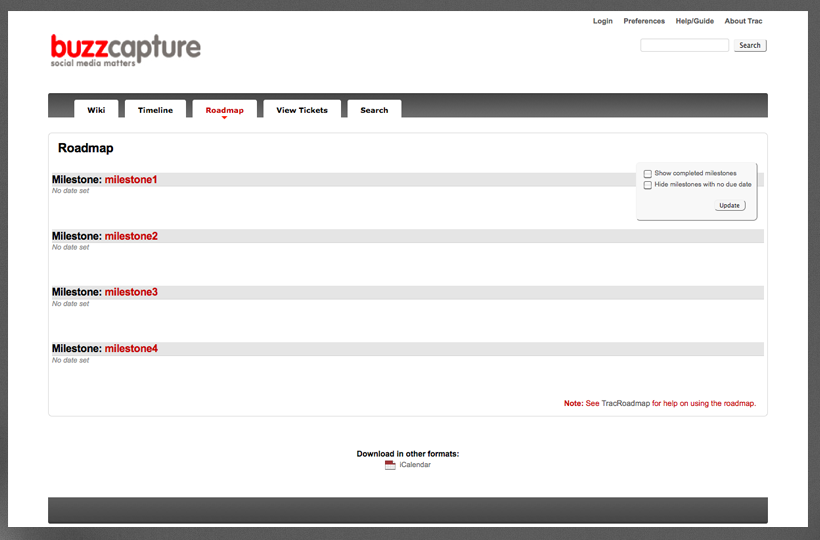 Login Preferences Help/Guide About Trac
buzzcapture
social media matters
Search
Wiki Timeline Roadmap View Tickets Search
Roadmap
Show completed milestones
Hide milestones with no due date
Update
Milestone: milestone1
No date set
Milestone: milestone2
No date set
Milestone: milestone3
No date set
Milestone: milestone4
No date set
Note: See TracRoadmap for help on using the roadmap.
Download in other formats:
iCalendar